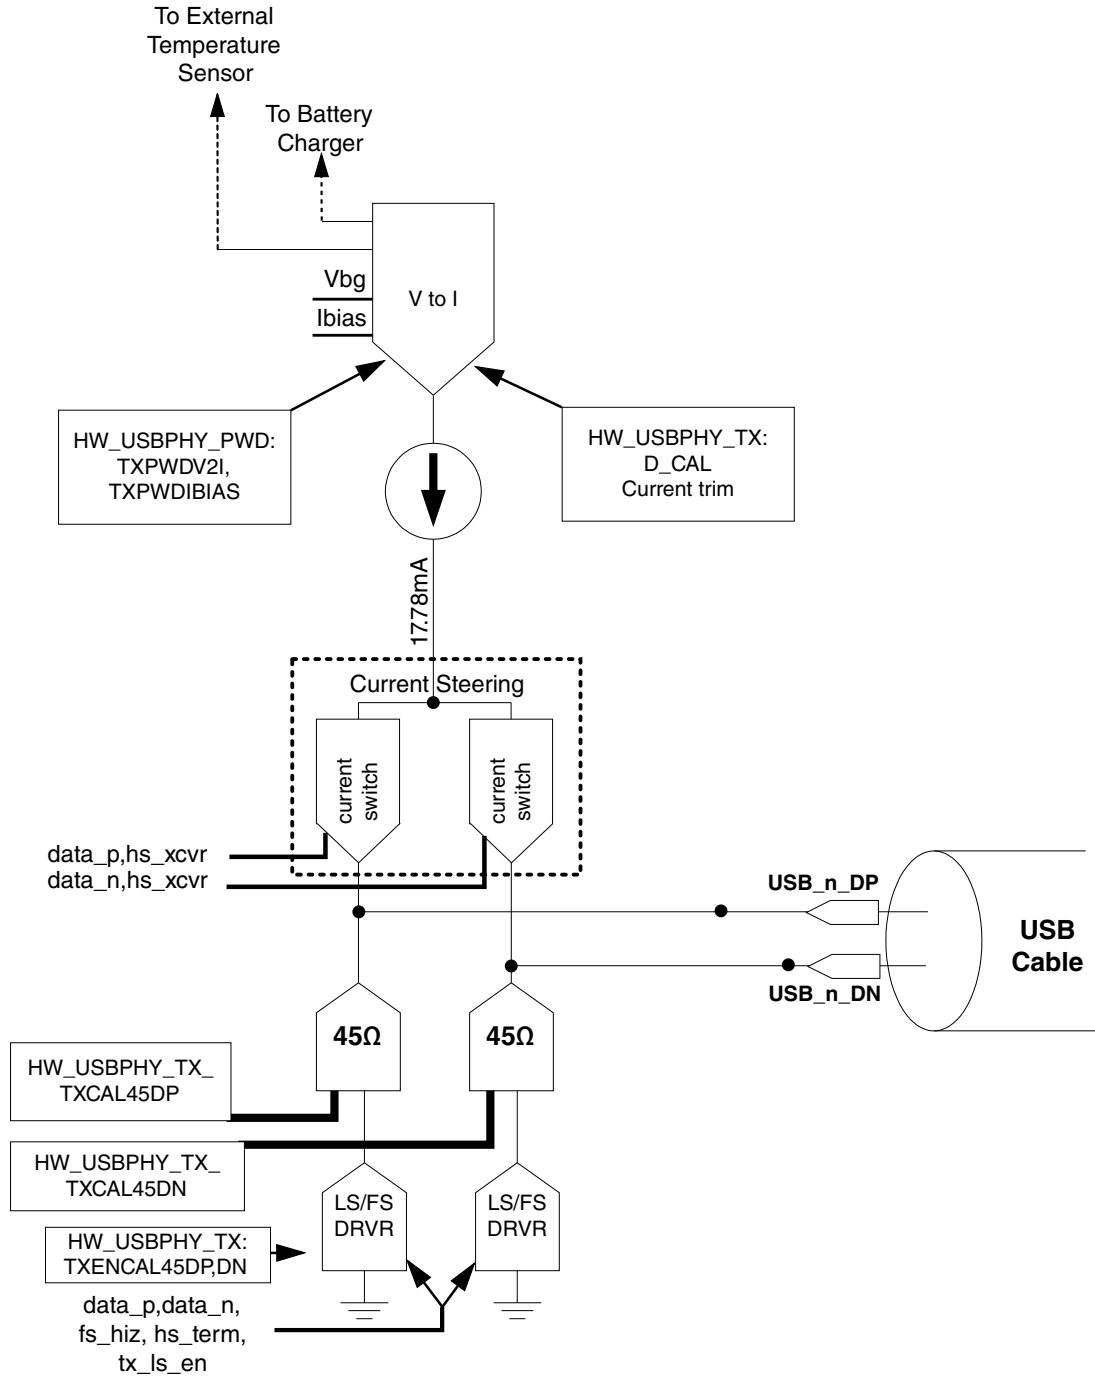 To External
Temperature
Sensor
To Battery
Charger
Vbg
V to I
Ibias
HW_USBPHY_PWD:
TXPWDV2I,
TXPWDIBIAS
HW_USBPHY_TX:
D_CAL
Current trim
17.78mA
Current Steering
current
switch
current
switch
data_p,hs_xcvr
data_n,hs_xcvr
USB_n_DP
USB
Cable
USB_n_DN
45Ω
45Ω
HW_USBPHY_TX_
TXCAL45DP
HW_USBPHY_TX_
TXCAL45DN
LS/FS
DRVR
LS/FS
DRVR
HW_USBPHY_TX:
TXENCAL45DP,DN
data_p,data_n,
fs_hiz, hs_term,
tx_ls_en